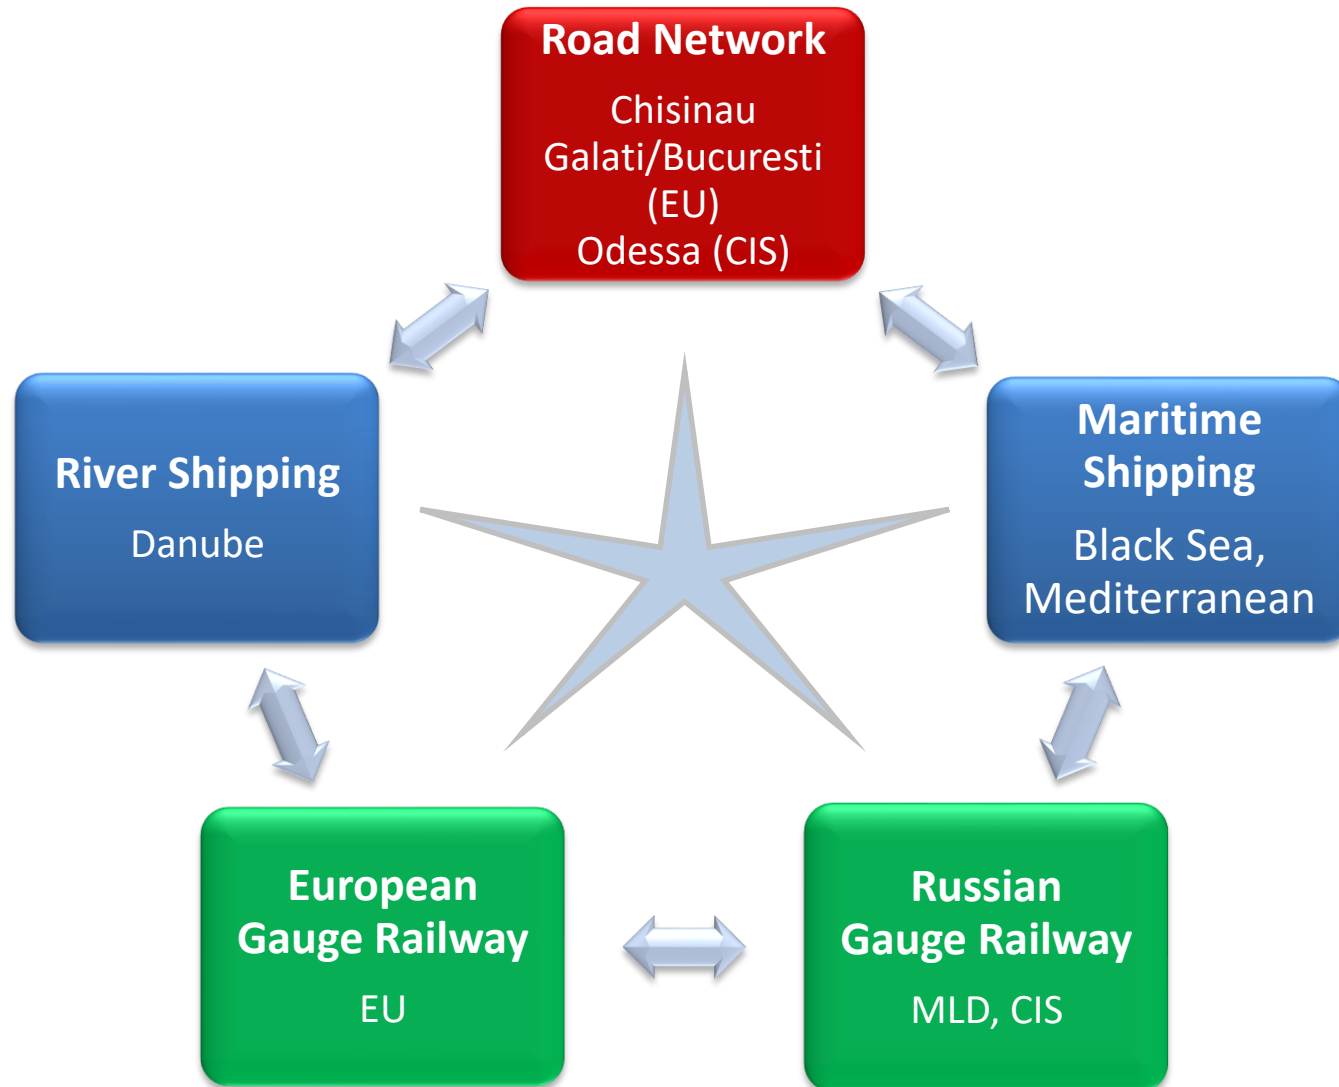 Road Network
Chisinau
Galati/Bucuresti
(EU)
Odessa (CIS)
River Shipping
Danube
Maritime
Shipping
Black Sea,
Mediterranean
European
Gauge Railway
EU
Russian
Gauge Railway
MLD, CIS